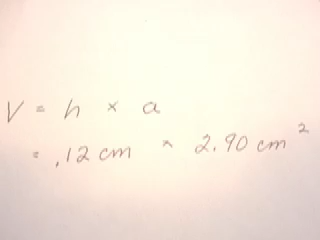 V = h × a
= .12 cm × 2.90 cm²